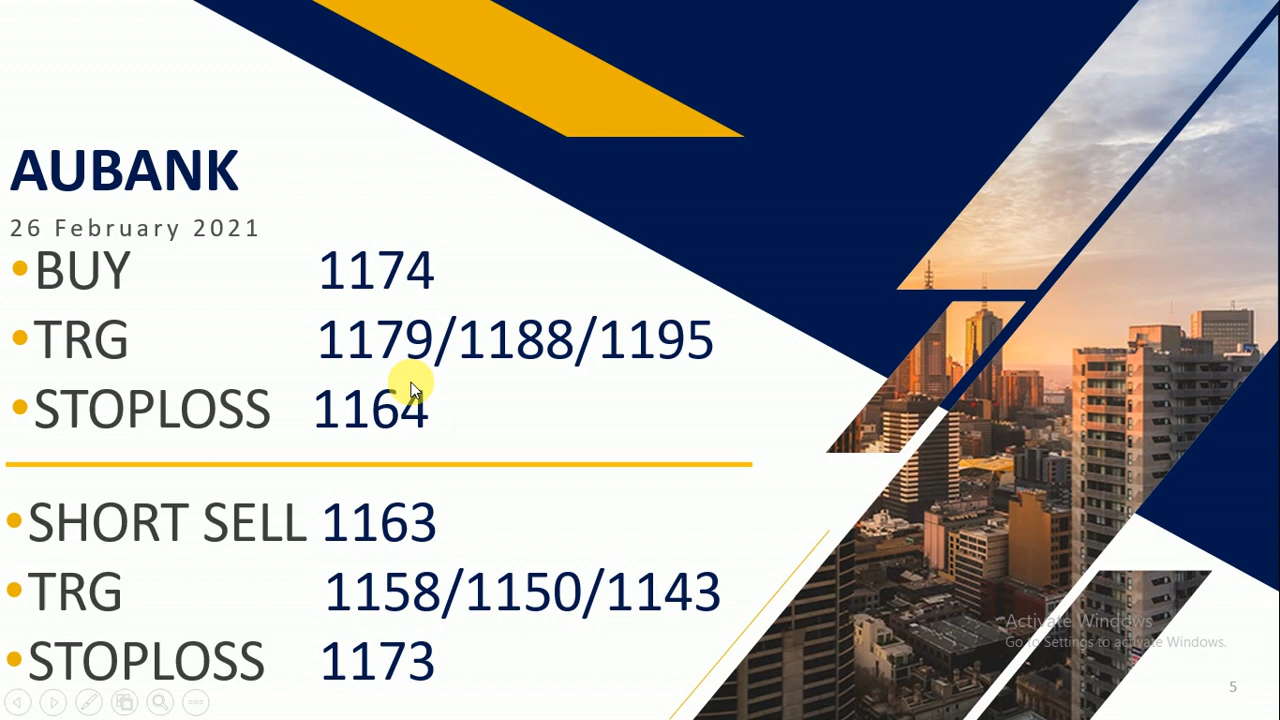 AUBANK
26 February 2021
•BUY 1174
•TRG 1179/1188/1195
•STOPLOSS 1164
•SHORT SELL 1163
•TRG 1158/1150/1143
•STOPLOSS 1173
Activate Windows
Go to Settings to activate Windows.
5